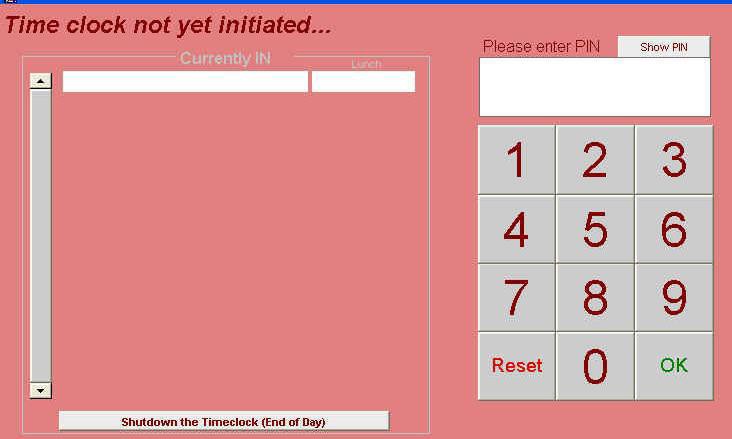 Time clock not yet initiated...
Currently IN
Lunch
Please enter PIN
Show PIN
1 2 3
4 5 6
7 8 9
Reset 0 OK
Shutdown the Timeclock (End of Day)